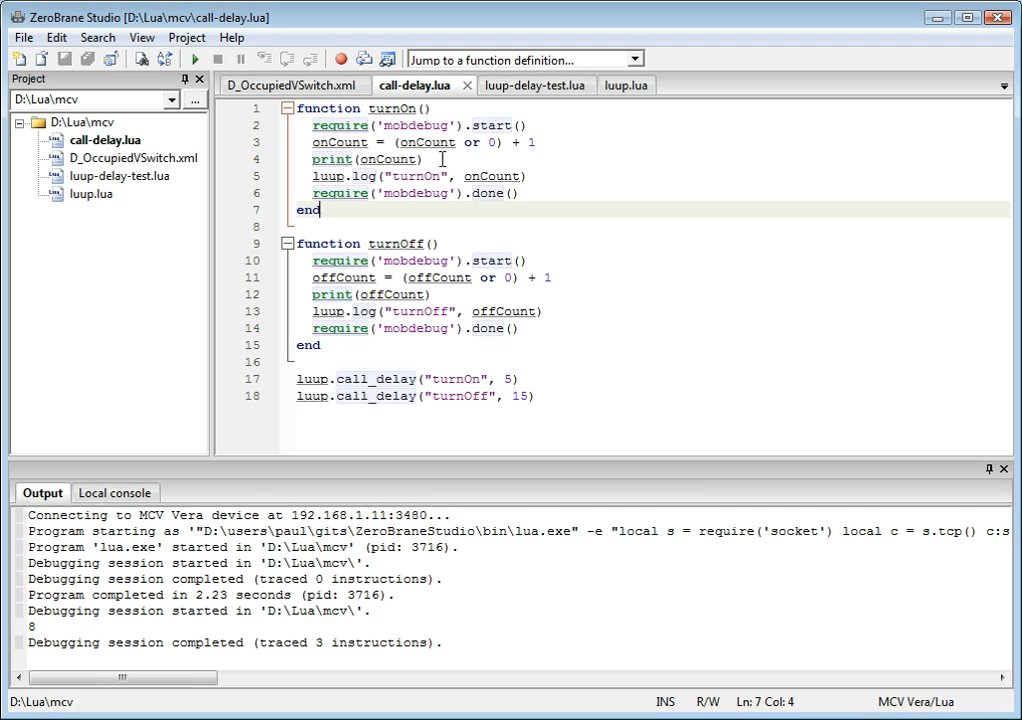 ZeroBrane Studio [D:\Lua\mcv\call-delay.lua]
File Edit Search View Project Help
Jump to a function definition...
Project
D:\Lua\mcv
...
D:\Lua\mcv
call-delay.lua
D_OccupiedVSwitch.xml
luup-delay-test.lua
luup.lua
D_OccupiedVSwitch.xml call-delay.lua luup-delay-test.lua luup.lua
1 function turnOn()
2 require('mobdebug').start()
3 onCount = (onCount or 0) + 1
4 print(onCount)
5 luup.log("turnOn", onCount)
6 require('mobdebug').done()
7 end
8
9 function turnOff()
10 require('mobdebug').start()
11 offCount = (offCount or 0) + 1
12 print(offCount)
13 luup.log("turnOff", offCount)
14 require('mobdebug').done()
15 end
16
17 luup.call_delay("turnOn", 5)
18 luup.call_delay("turnOff", 15)
Output Local console
Connecting to MCV Vera device at 192.168.1.11:3480...
Program starting as '"D:\users\paul\gits\ZeroBraneStudio\bin\lua.exe" -e "local s = require('socket') local c = s.tcp() c:s
Program 'lua.exe' started in 'D:\Lua\mcv' (pid: 3716).
Debugging session started in 'D:\Lua\mcv\'.
Debugging session completed (traced 0 instructions).
Program completed in 2.23 seconds (pid: 3716).
Debugging session started in 'D:\Lua\mcv\'.
8
Debugging session completed (traced 3 instructions).
D:\Lua\mcv INS R/W Ln: 7 Col: 4 MCV Vera/Lua